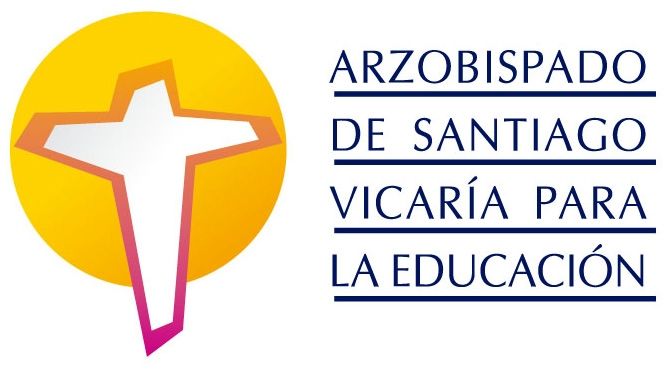 ARZOBISPADO
DE SANTIAGO
VICARÍA PARA
LA EDUCACIÓN